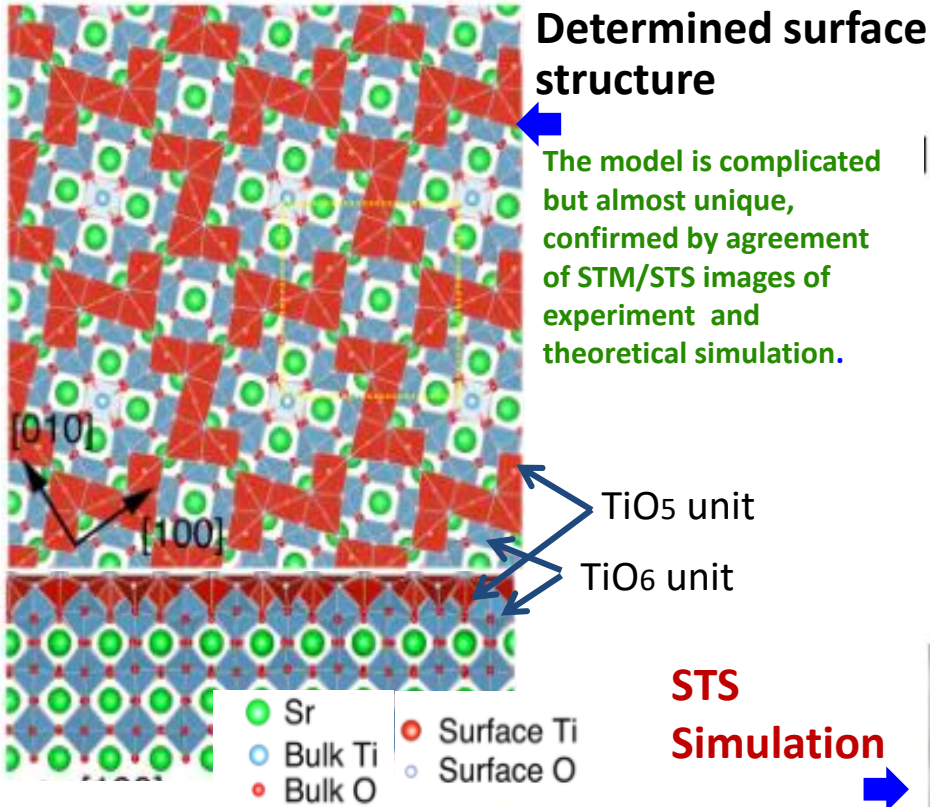 Determined surface
structure
The model is complicated
but almost unique,
confirmed by agreement
of STM/STS images of
experiment and
theoretical simulation.
[010]
[100]
TiO5 unit
TiO6 unit
STS
Simulation
Sr
Bulk Ti
Bulk O
Surface Ti
Surface O